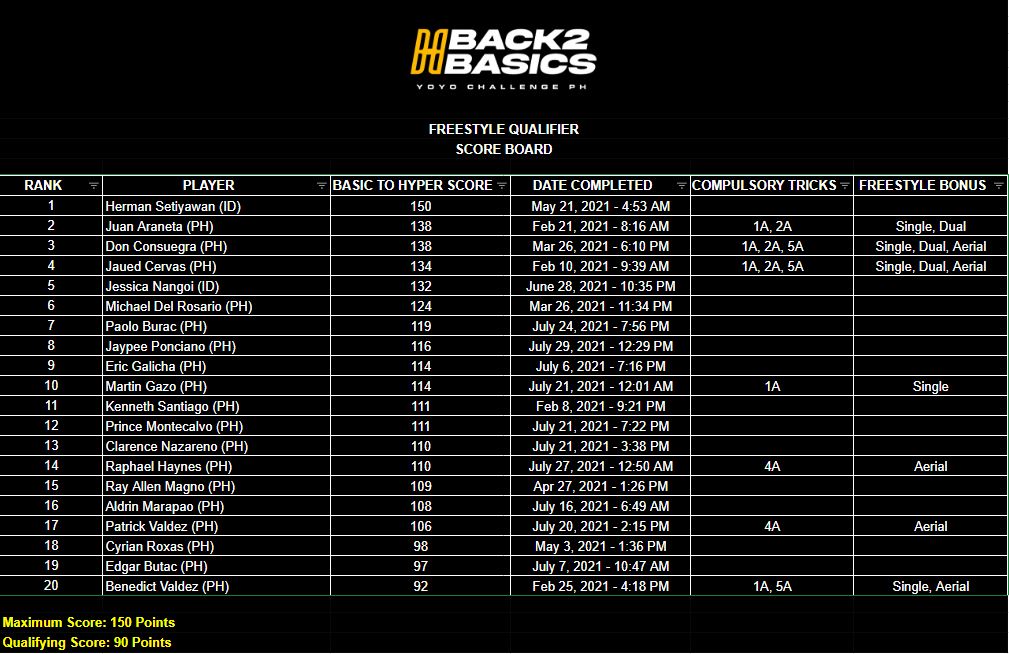 BACK2
BASICS
YOYO CHALLENGE PH
FREESTYLE QUALIFIER
SCORE BOARD
RANK PLAYER BASIC TO HYPER SCORE DATE COMPLETED COMPULSORY TRICKS FREESTYLE BONUS
1 Herman Setiyawan (ID) 150 May 21, 2021 - 4:53 AM
2 Juan Araneta (PH) 138 Feb 21, 2021 - 8:16 AM 1A, 2A Single, Dual
3 Don Consuegra (PH) 138 Mar 26, 2021 - 6:10 PM 1A, 2A, 5A Single, Dual, Aerial
4 Jaued Cervas (PH) 134 Feb 10, 2021 - 9:39 AM 1A, 2A, 5A Single, Dual, Aerial
5 Jessica Nangoi (ID) 132 June 28, 2021 - 10:35 PM
6 Michael Del Rosario (PH) 124 Mar 26, 2021 - 11:34 PM
7 Paolo Burac (PH) 119 July 24, 2021 - 7:56 PM
8 Jaypee Ponciano (PH) 116 July 29, 2021 - 12:29 PM
9 Eric Galicha (PH) 114 July 6, 2021 - 7:16 PM
10 Martin Gazo (PH) 114 July 21, 2021 - 12:01 AM 1A Single
11 Kenneth Santiago (PH) 111 Feb 8, 2021 - 9:21 PM
12 Prince Montecalvo (PH) 111 July 21, 2021 - 7:22 PM
13 Clarence Nazareno (PH) 110 July 21, 2021 - 3:38 PM
14 Raphael Haynes (PH) 110 July 27, 2021 - 12:50 AM 4A Aerial
15 Ray Allen Magno (PH) 109 Apr 27, 2021 - 1:26 PM
16 Aldrin Marapao (PH) 108 July 16, 2021 - 6:49 AM
17 Patrick Valdez (PH) 106 July 20, 2021 - 2:15 PM 4A Aerial
18 Cyrian Roxas (PH) 98 May 3, 2021 - 1:36 PM
19 Edgar Butac (PH) 97 July 7, 2021 - 10:47 AM
20 Benedict Valdez (PH) 92 Feb 25, 2021 - 4:18 PM 1A, 5A Single, Aerial
Maximum Score: 150 Points
Qualifying Score: 90 Points